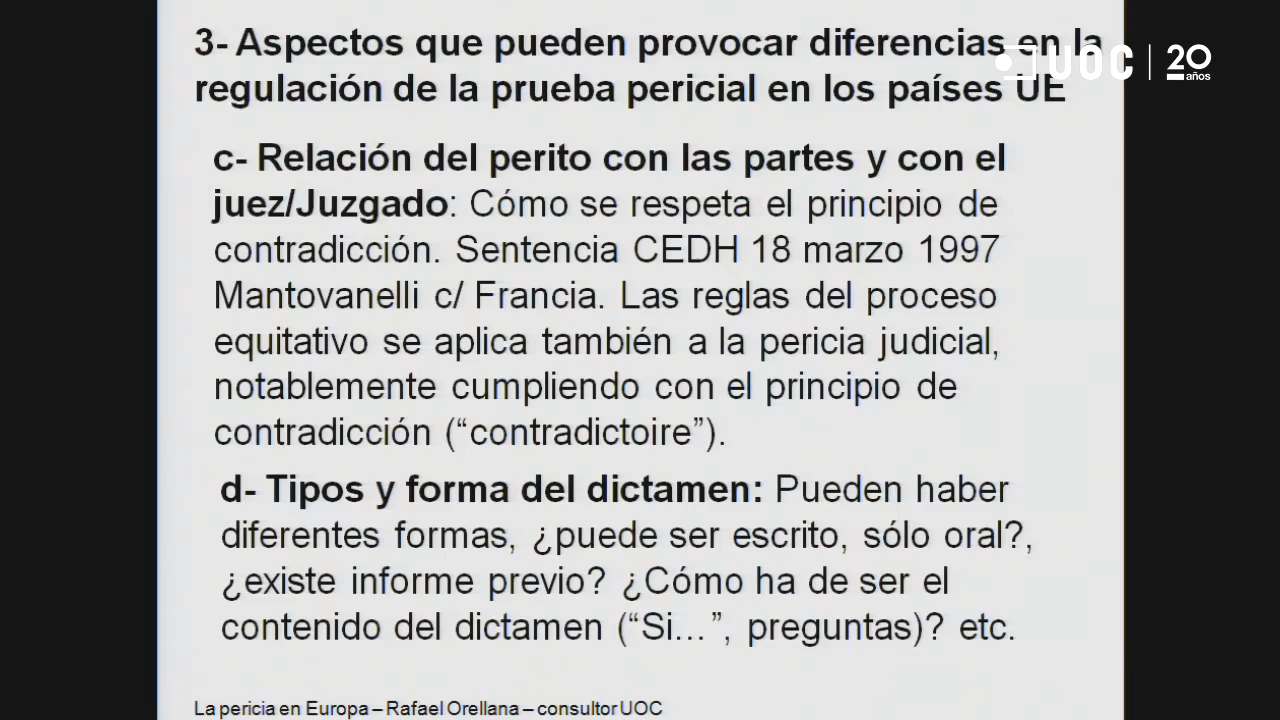 3- Aspectos que pueden provocar diferencias en la
regulación de la prueba pericial en los países UE
UOC | 20 años
c- Relación del perito con las partes y con el
juez/Juzgado: Cómo se respeta el principio de
contradicción. Sentencia CEDH 18 marzo 1997
Mantovanelli c/ Francia. Las reglas del proceso
equitativo se aplica también a la pericia judicial,
notablemente cumpliendo con el principio de
contradicción (“contradictoire”).
d- Tipos y forma del dictamen: Pueden haber
diferentes formas, ¿puede ser escrito, sólo oral?,
¿existe informe previo? ¿Cómo ha de ser el
contenido del dictamen (“Si...”, preguntas)? etc.
La pericia en Europa – Rafael Orellana – consultor UOC